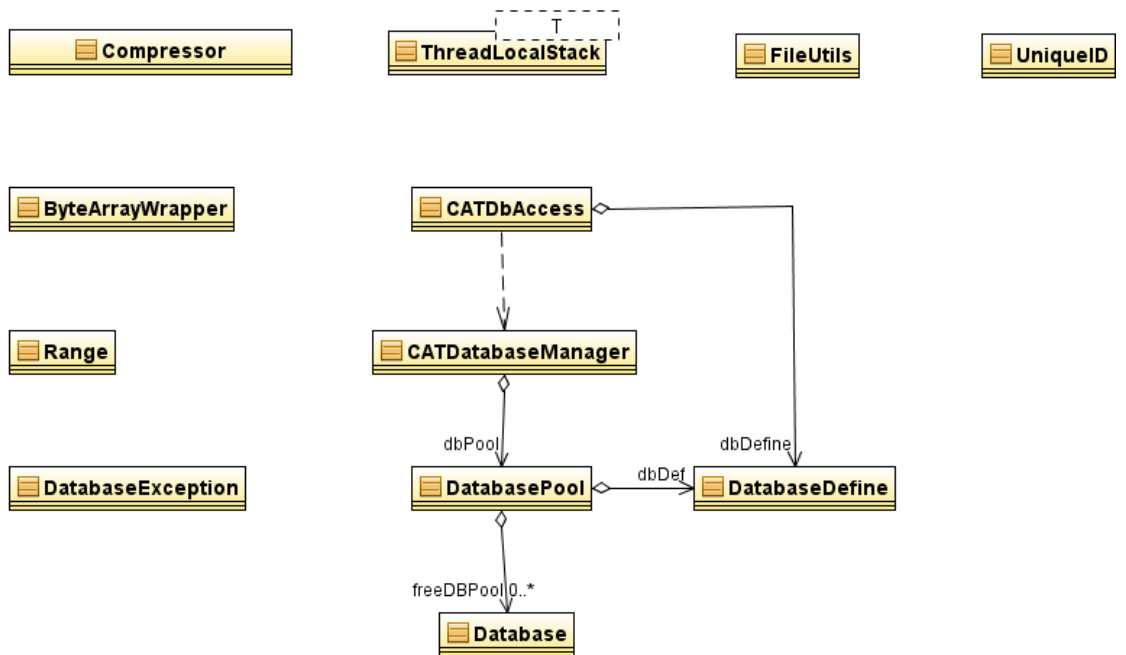 T
Compressor
ThreadLocalStack
FileUtils
UniqueID
ByteArrayWrapper
CATDbAccess
Range
CATDatabaseManager
dbPool
dbDefine
DatabaseException
DatabasePool
dbDef
DatabaseDefine
freeDBPool 0..*
Database